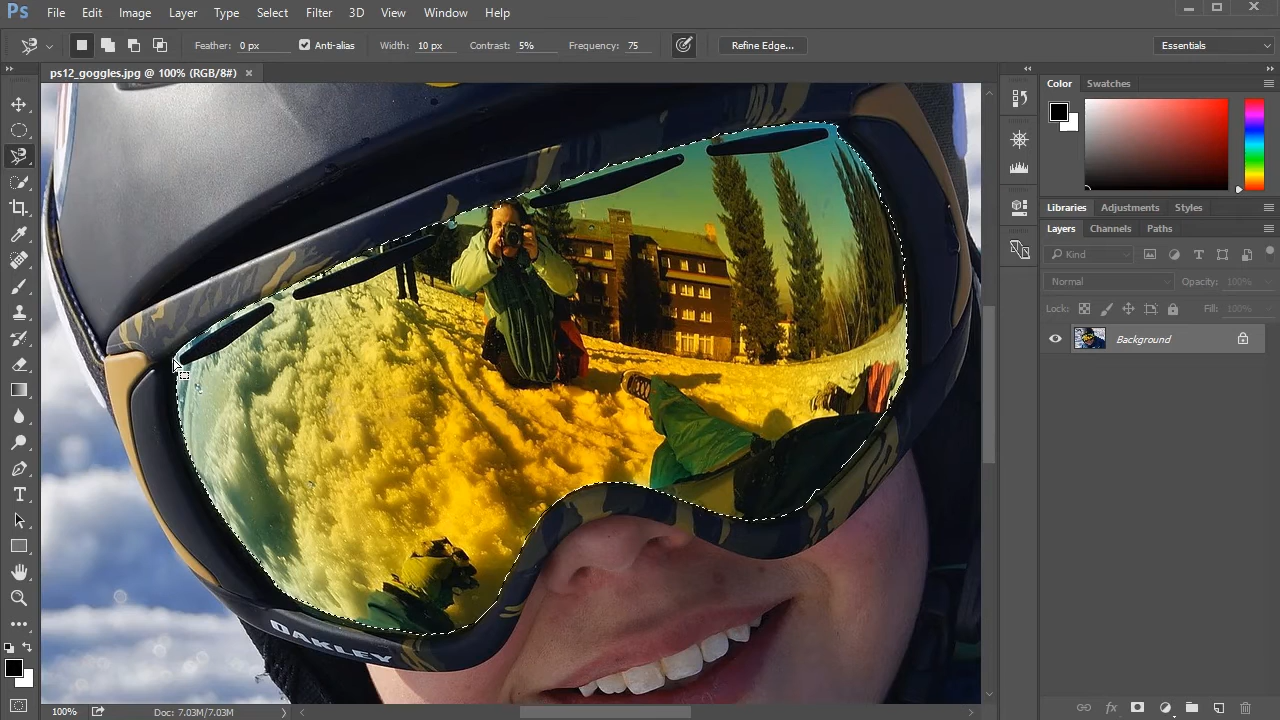 Ps File Edit Image Layer Type Select Filter 3D View Window Help
Feather: 0 px Anti-alias Width: 10 px Contrast: 5% Frequency: 75 Refine Edge... Essentials
ps12_goggles.jpg @ 100% (RGB/8#) ×
Color Swatches
Libraries Adjustments Styles
Layers Channels Paths
Kind
Normal Opacity: 100%
Lock: Fill: 100%
Background
OAKLEY
100% Doc: 7.03M/7.03M